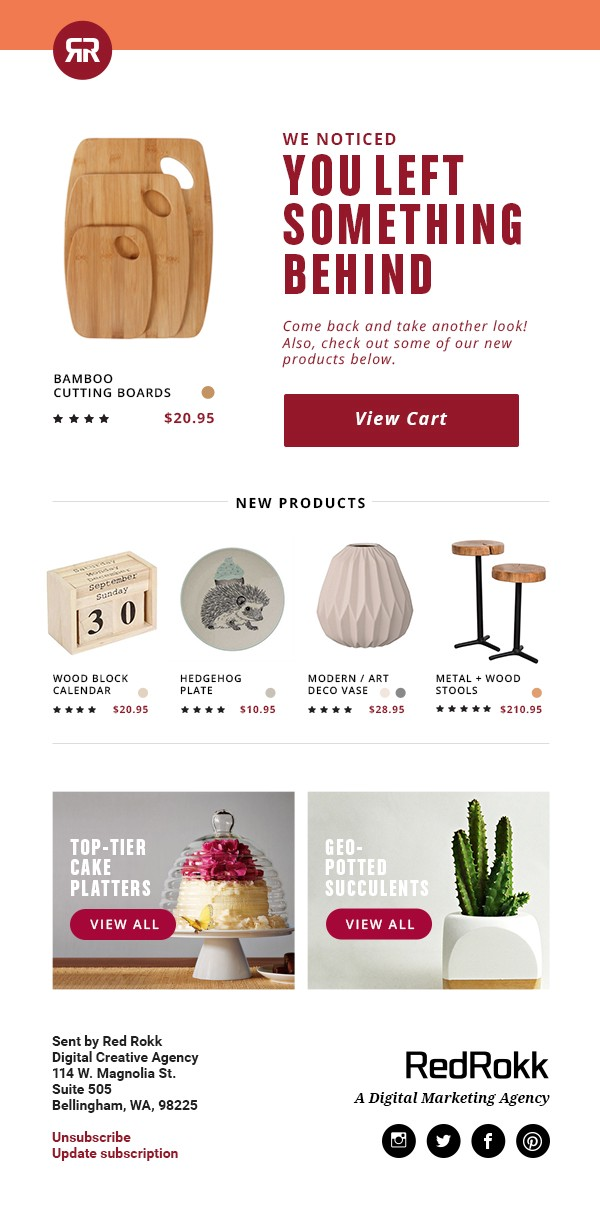 RR
WE NOTICED
YOU LEFT
SOMETHING
BEHIND
Come back and take another look!
Also, check out some of our new
products below.
View Cart
BAMBOO
CUTTING BOARDS
$20.95
NEW PRODUCTS
Saturday
Monday
December
September
Sunday
3 0
WOOD BLOCK
CALENDAR
$20.95
HEDGEHOG
PLATE
$10.95
MODERN / ART
DECO VASE
$28.95
METAL + WOOD
STOOLS
$210.95
TOP-TIER
CAKE
PLATTERS
VIEW ALL
GEO-
POTTED
SUCCULENTS
VIEW ALL
Sent by Red Rokk
Digital Creative Agency
114 W. Magnolia St.
Suite 505
Bellingham, WA, 98225
Unsubscribe
Update subscription
RedRokk
A Digital Marketing Agency